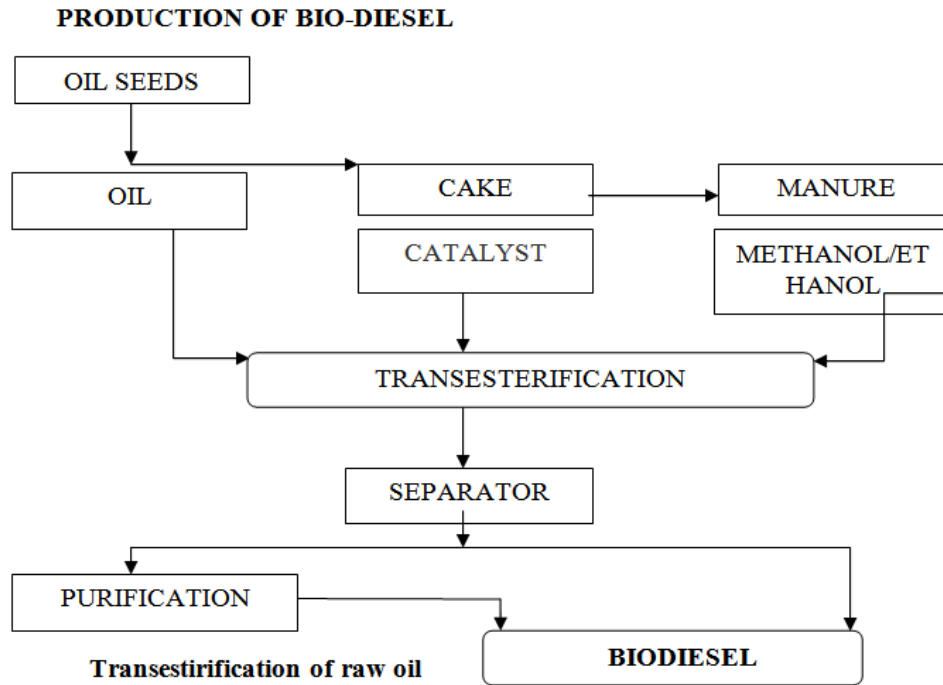 PRODUCTION OF BIO-DIESEL
OIL SEEDS
OIL
CAKE
MANURE
CATALYST
METHANOL/ET
HANOL
TRANSESTERIFICATION
SEPARATOR
PURIFICATION
BIODIESEL
Transestirification of raw oil